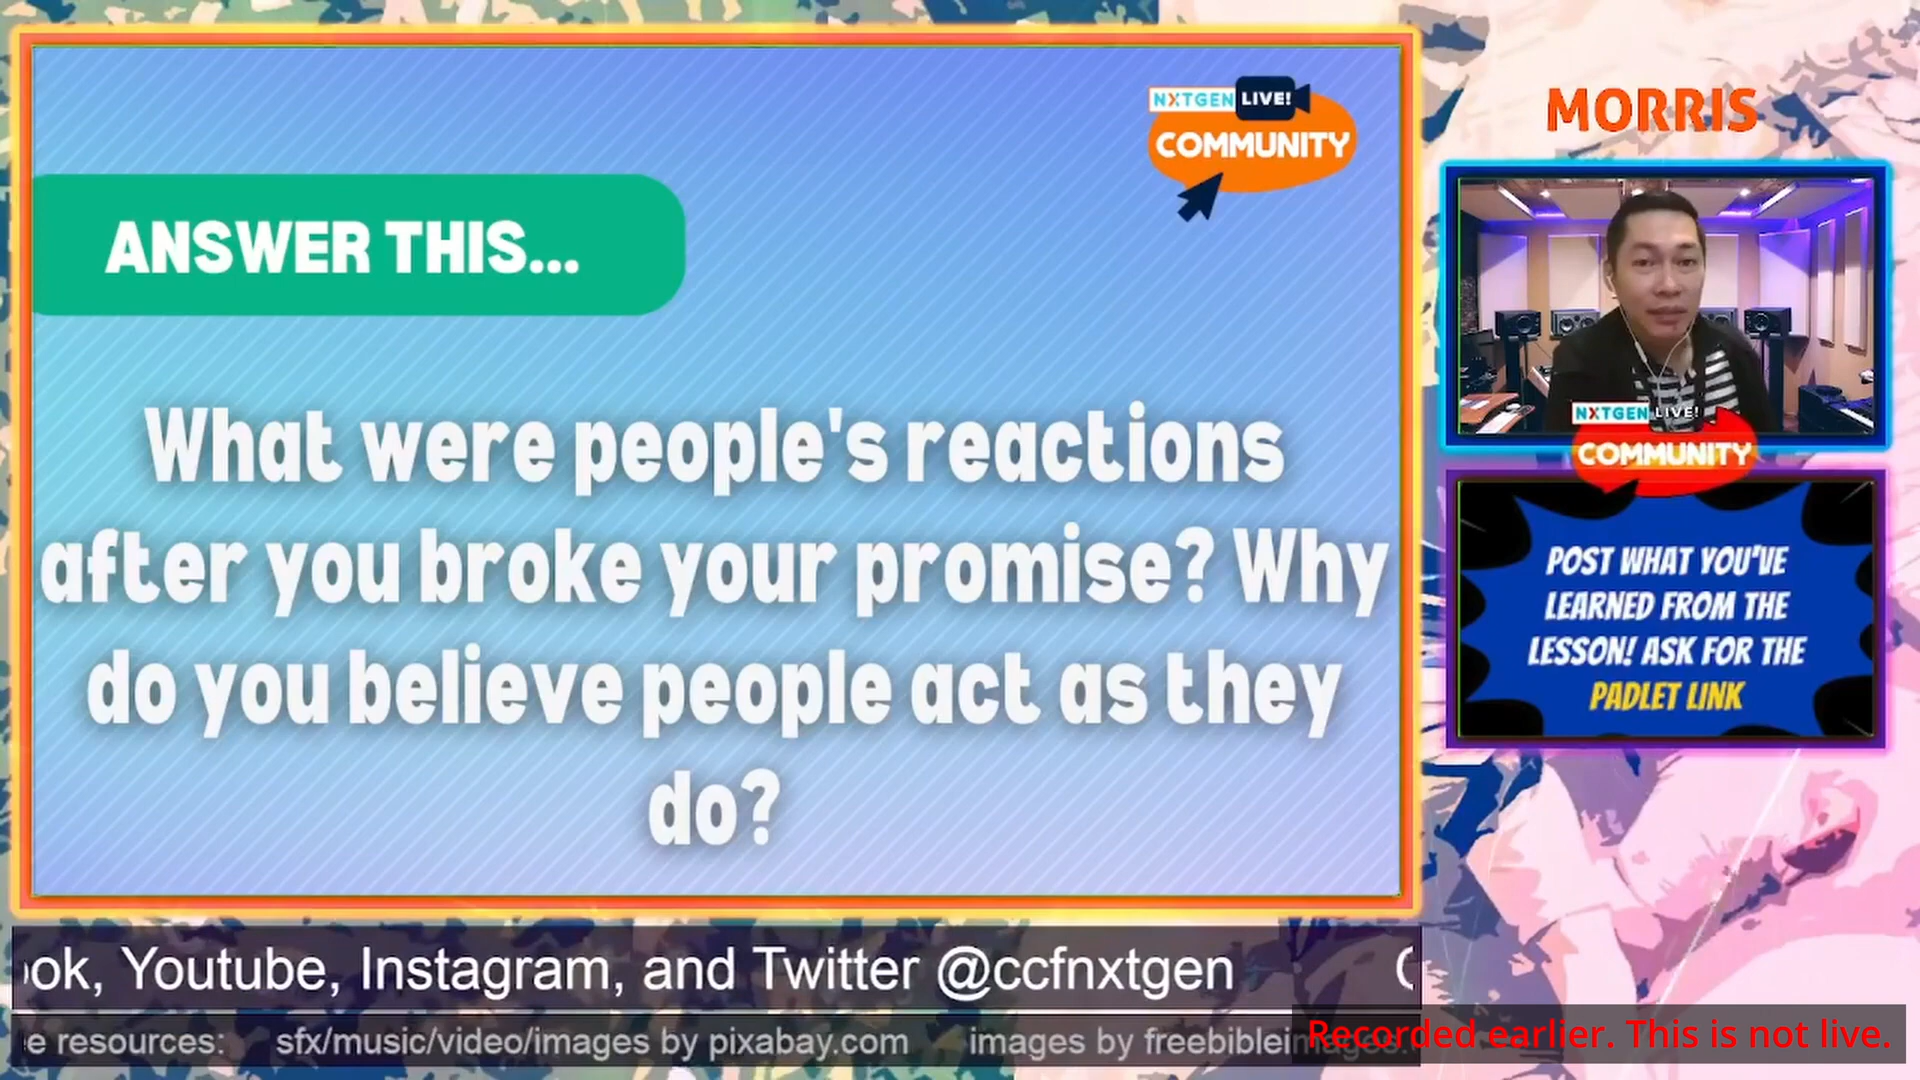 NXTGEN LIVE!
COMMUNITY
ANSWER THIS...
What were people's reactions
after you broke your promise? Why
do you believe people act as they
do?
MORRIS
NXTGEN LIVE!
COMMUNITY
POST WHAT YOU'VE
LEARNED FROM THE
LESSON! ASK FOR THE
PADLET LINK
ok, Youtube, Instagram, and Twitter @ccfnxtgen
e resources: sfx/music/video/images by pixabay.com images by
Recorded earlier. This is not live.